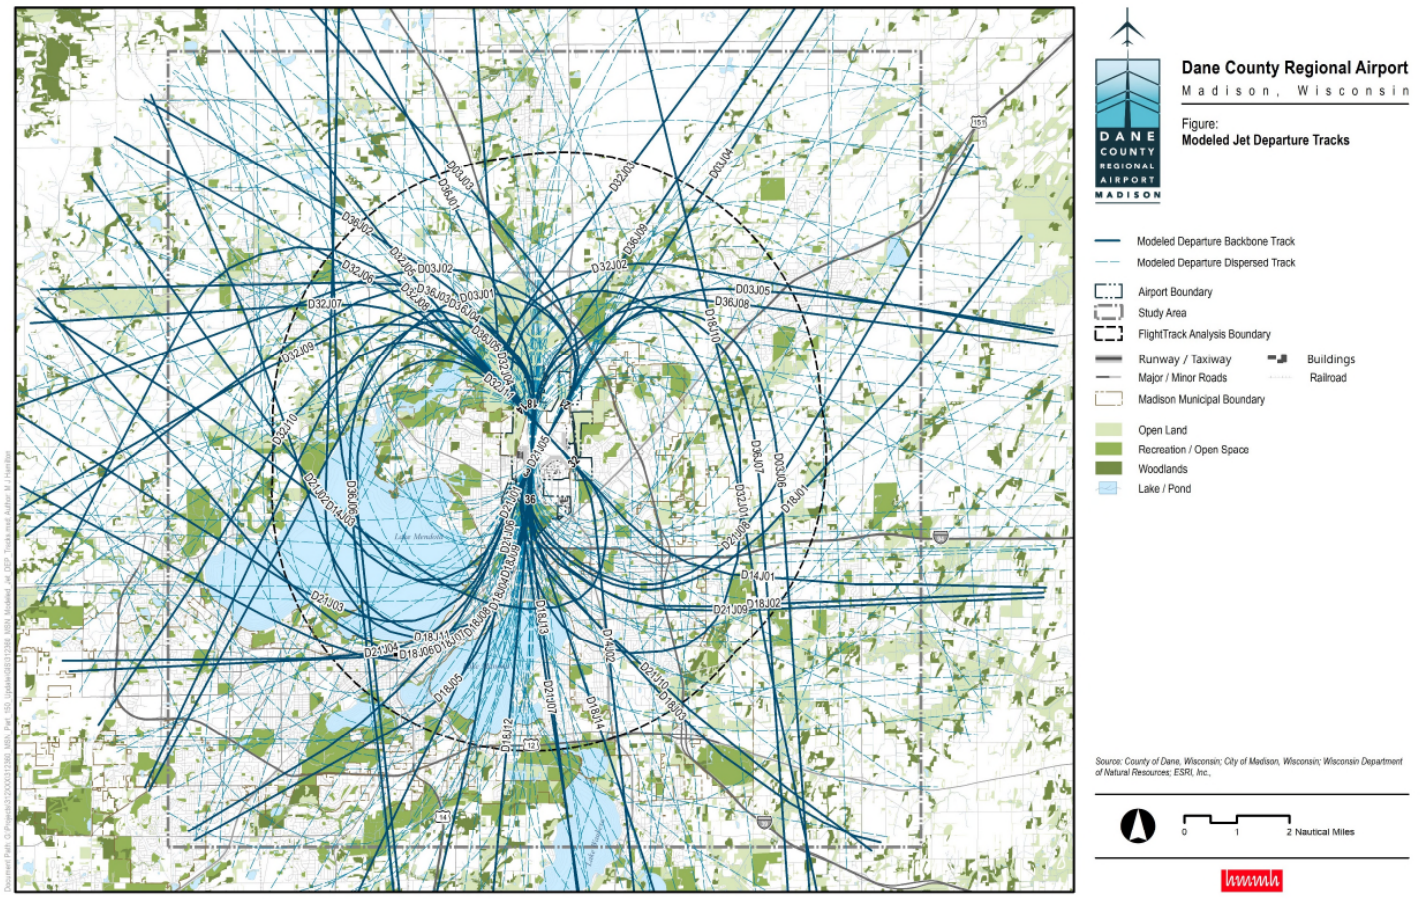 Dane County Regional Airport
Madison, Wisconsin
Figure:
Modeled Jet Departure Tracks
DANE
COUNTY
REGIONAL
AIRPORT
MADISON
Modeled Departure Backbone Track
Modeled Departure Dispersed Track
Airport Boundary
Study Area
FlightTrack Analysis Boundary
Runway / Taxiway
Buildings
Major / Minor Roads
Railroad
Madison Municipal Boundary
Open Land
Recreation / Open Space
Woodlands
Lake / Pond
Source: County of Dane, Wisconsin; City of Madison, Wisconsin; Wisconsin Department
of Natural Resources; ESRI, Inc.,
0 1 2 Nautical Miles
hmmh
151
D03J03
D36J01
D32J03
D03J04
D36J02
D36J09
D32J05
D32J06
D03J02
D32J02
D32J07
D32J08
D36J03
D03J01
D36J04
D03J05
D36J08
D18J10
D36J05
D32J04
D32J09
D32J11
D32J10
D21J05
D36J07
D03J06
D21J02
D14J03
D36J06
D32J01
D18J01
D21J01
36
32
D21J06
D21J08
Lake Mendota
D18J09
D14J01
D18J04
D21J03
D21J09
D18J02
D18J08
D18J13
D18J11
D18J07
D14J02
D21J04
D18J06
D18J05
D21J10
D18J03
D21J07
D18J14
D18J12
12
14